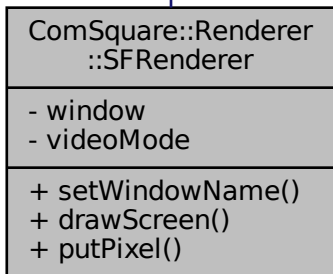 ComSquare::Renderer
::SFRenderer
- window
- videoMode
+ setWindowName()
+ drawScreen()
+ putPixel()